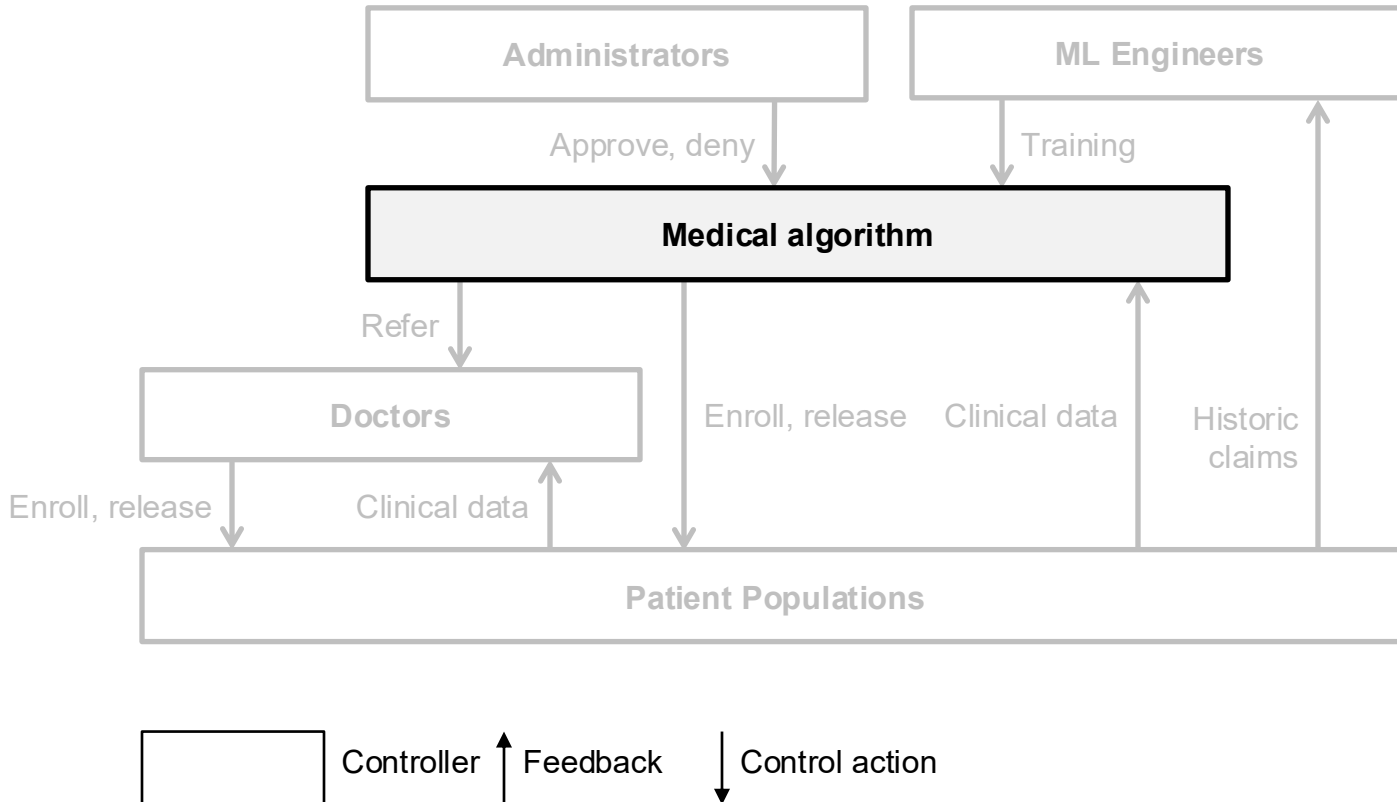 Administrators
ML Engineers
Approve, deny
Training
Medical algorithm
Refer
Doctors
Enroll, release
Clinical data
Historic
claims
Enroll, release
Clinical data
Patient Populations
Controller
Feedback
Control action